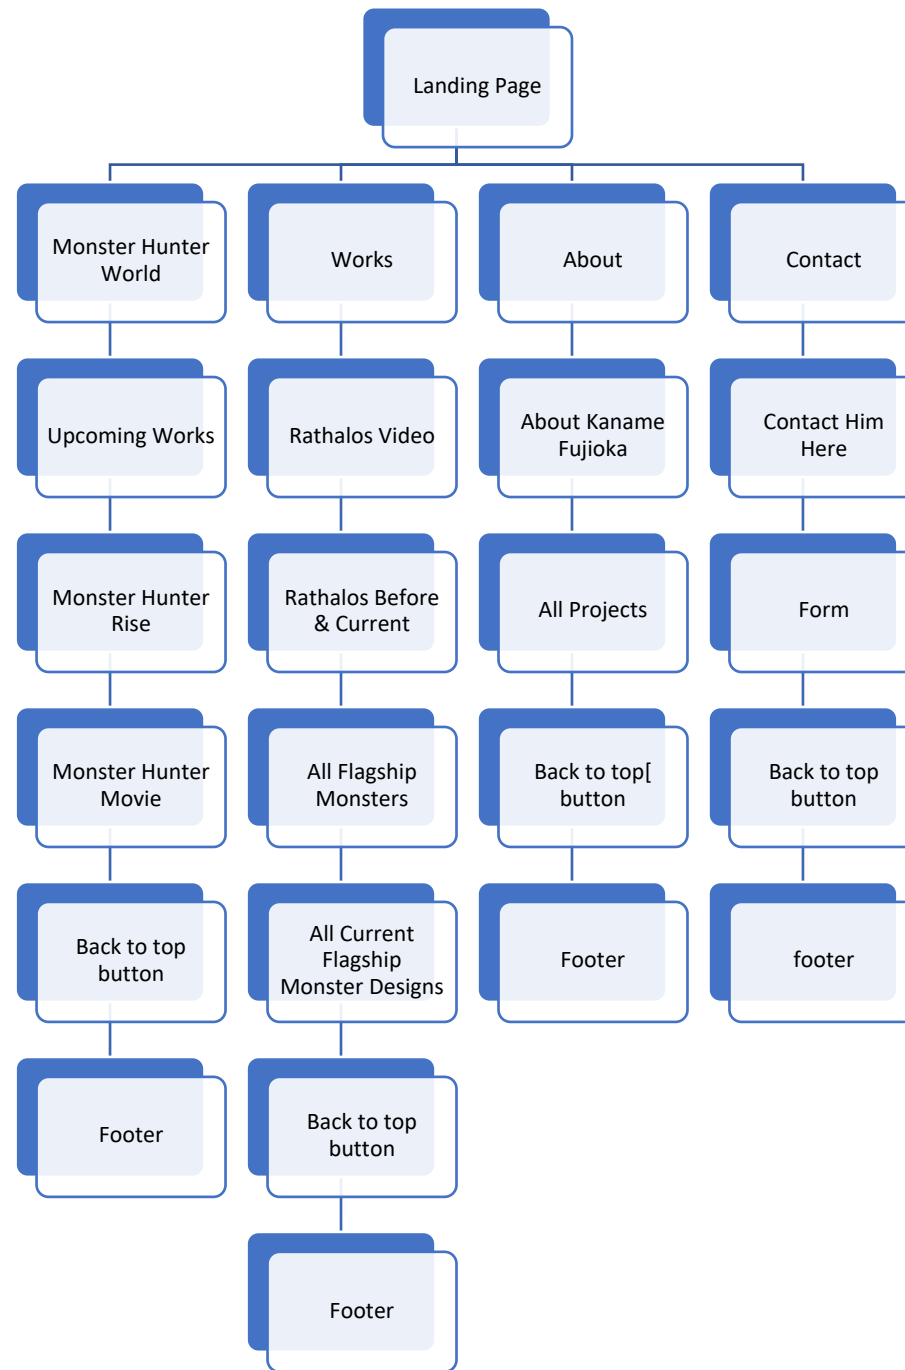 Landing Page
Monster Hunter
World
Works
About
Contact
Upcoming Works
Rathalos Video
About Kaname
Fujioka
Contact Him
Here
Monster Hunter
Rise
Rathalos Before
& Current
All Projects
Form
Monster Hunter
Movie
All Flagship
Monsters
Back to top[
button
Back to top
button
Back to top
button
All Current
Flagship
Monster Designs
Footer
footer
Footer
Back to top
button
Footer